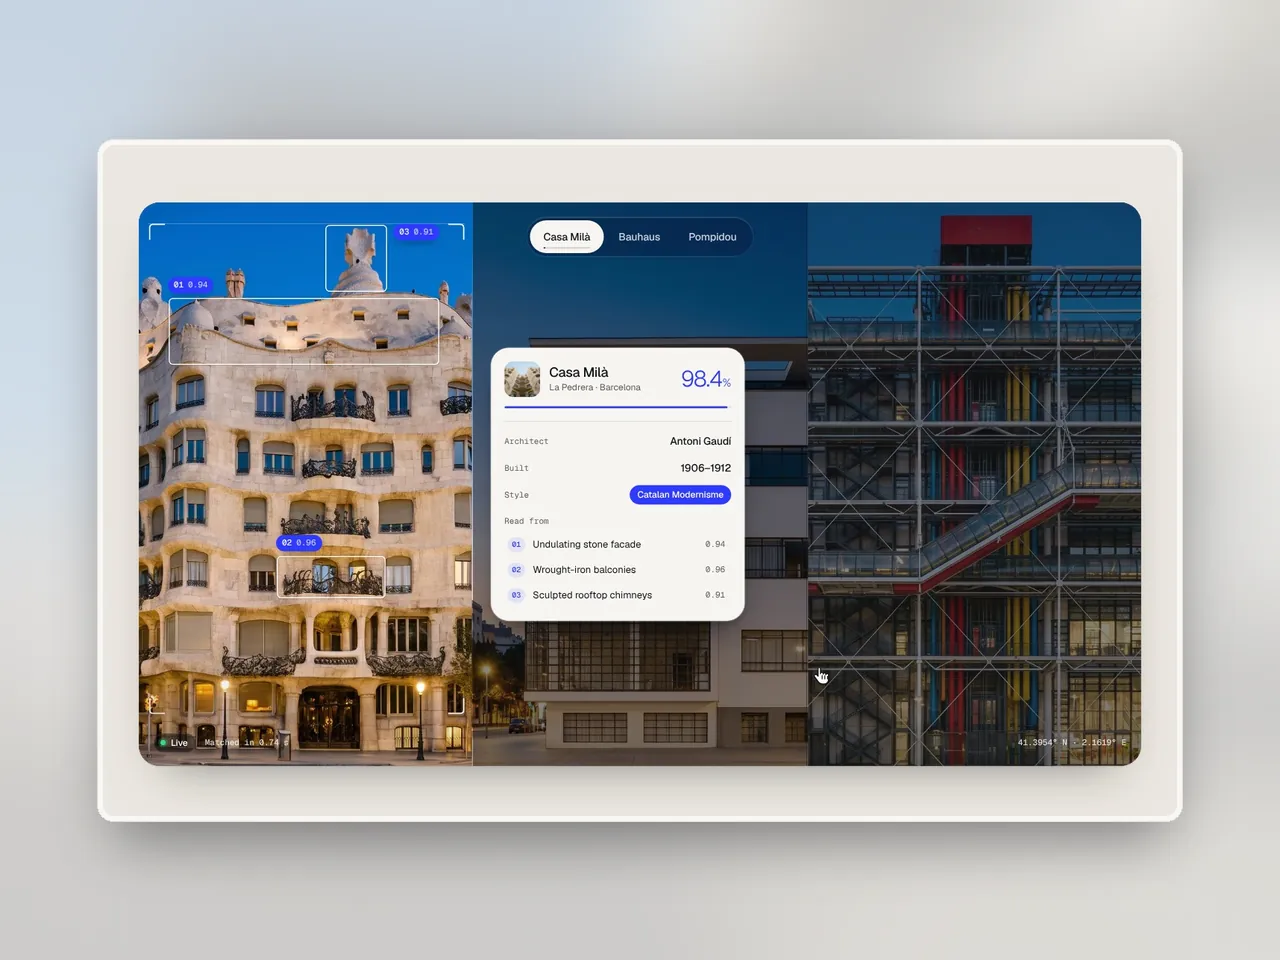 Casa Milà
Bauhaus
Pompidou
03 0.91
01 0.94
02 0.96
Casa Milà
La Pedrera · Barcelona
98.4%
Architect
Antoni Gaudí
Built
1906–1912
Style
Catalan Modernisme
Read from
01 Undulating stone facade 0.94
02 Wrought-iron balconies 0.96
03 Sculpted rooftop chimneys 0.91
Live
Matched in 0.74 s
41.3954° N · 2.1619° E